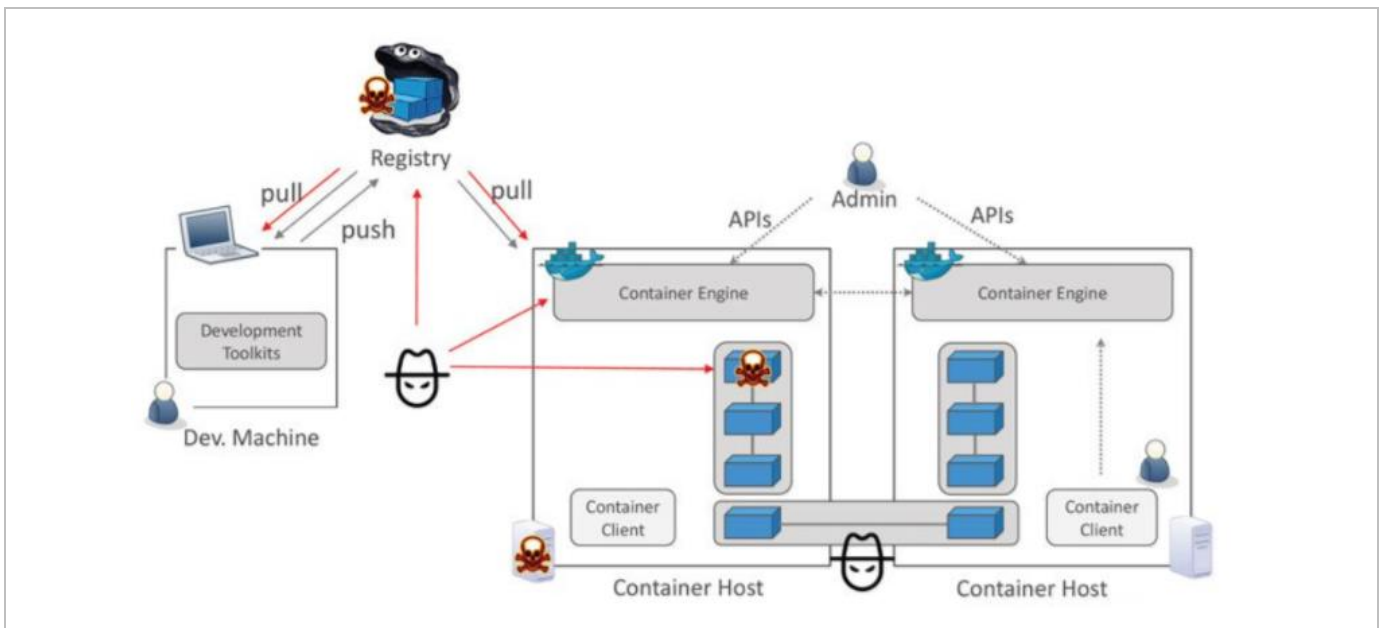 Registry
pull
pull
push
Admin
APIs
APIs
Container Engine
Container Engine
Development
Toolkits
Dev. Machine
Container
Client
Container
Client
Container Host
Container Host